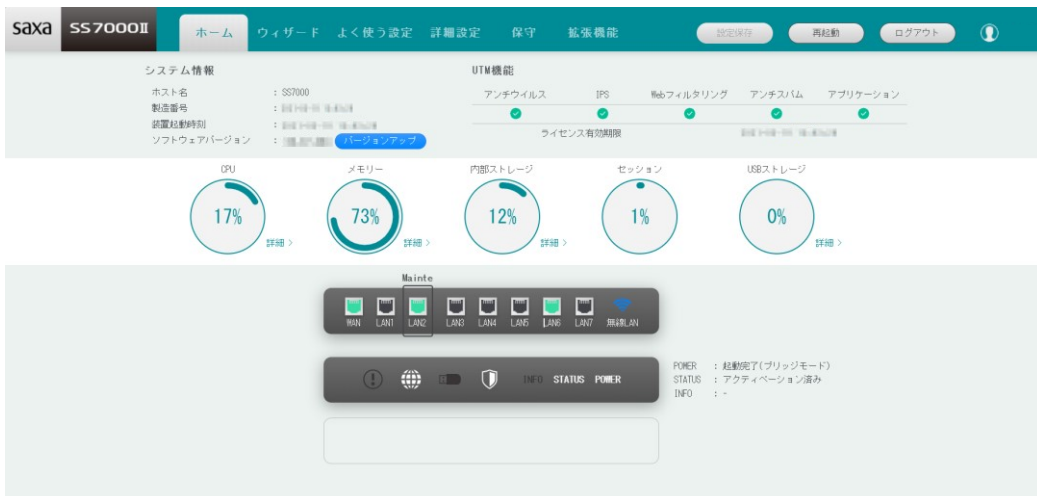 saxa SS7000Ⅱ ホーム ウィザード よく使う設定 詳細設定 保守 拡張機能 設定保存 再起動 ログアウト
システム情報
ホスト名 : SS7000
製造番号 :
装置起動時刻 :
ソフトウェアバージョン : バージョンアップ
UTM機能
アンチウイルス IPS Webフィルタリング アンチスパム アプリケーション
ライセンス有効期限
CPU メモリー 内部ストレージ セッション USBストレージ
17% 73% 12% 1% 0%
詳細 > 詳細 > 詳細 > 詳細 >
Mainte
WAN LAN1 LAN2 LAN3 LAN4 LAN5 LAN6 LAN7 無線LAN
INFO STATUS POWER
POWER : 起動完了(ブリッジモード)
STATUS : アクティベーション済み
INFO : -